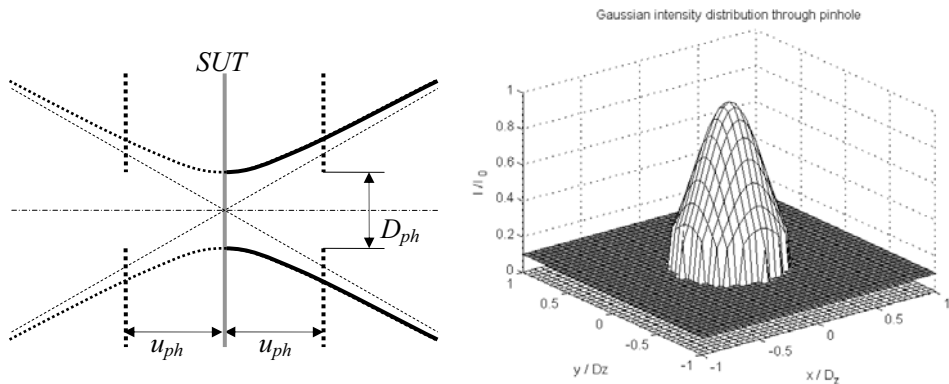 SUT
D_ph
u_ph
u_ph
Gaussian intensity distribution through pinhole
I / I_0
1
0.8
0.6
0.4
0.2
0
1
0.5
0
-0.5
-1
y / Dz
-1
-0.5
0
0.5
1
x / D_z